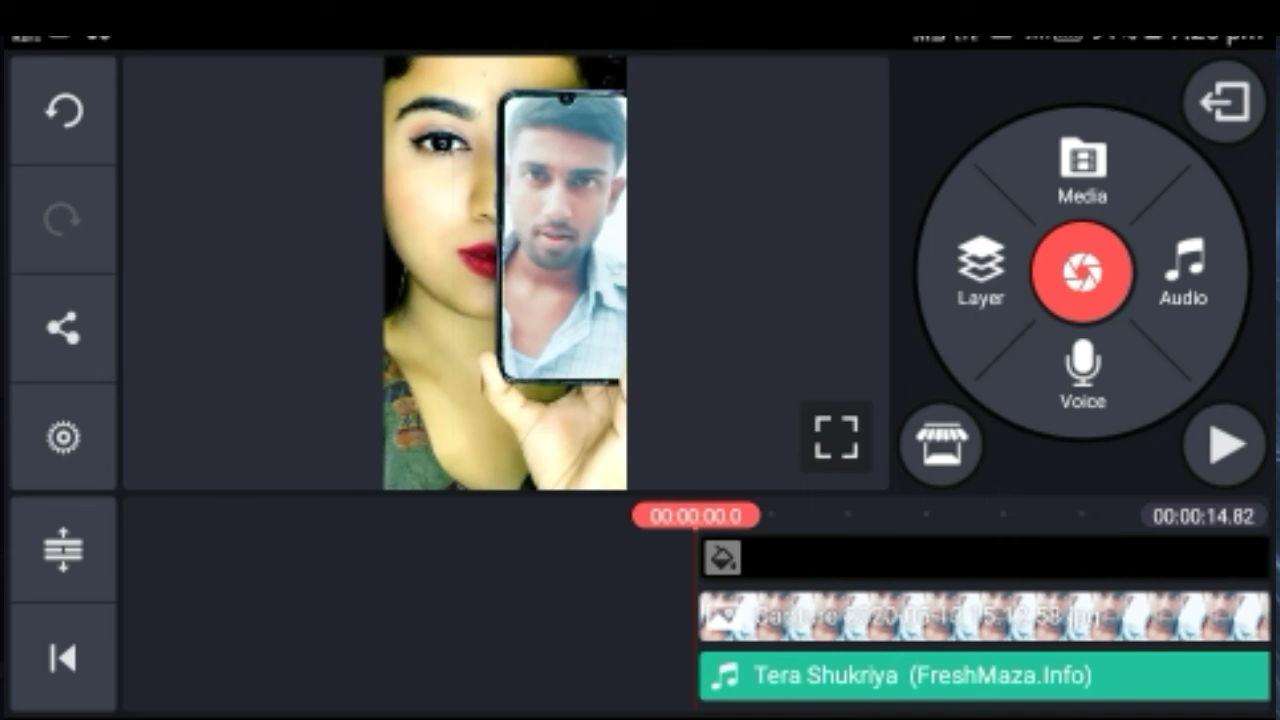 Media
Layer
Audio
Voice
00:00:00.0
00:00:14.82
Tera Shukriya (FreshMaza.Info)